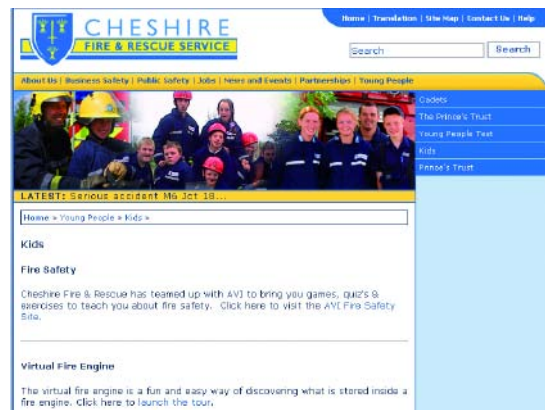 Home | Translation | Site Map | Contact Us | Help
CHESHIRE
FIRE & RESCUE SERVICE
Search
Search
About Us | Business Safety | Public Safety | Jobs | News and Events | Partnerships | Young People
Cadets
The Prince's Trust
Young People Test
Kids
Prince's Trust
LATEST: Serious accident M6 Jct 18...
Home » Young People » Kids »
Kids
Fire Safety
Cheshire Fire & Rescue has teamed up with AVI to bring you games, quiz's &
exercises to teach you about fire safety. Click here to visit the AVI Fire Safety
Site.
Virtual Fire Engine
The virtual fire engine is a fun and easy way of discovering what is stored inside a
fire engine. Click here to launch the tour.